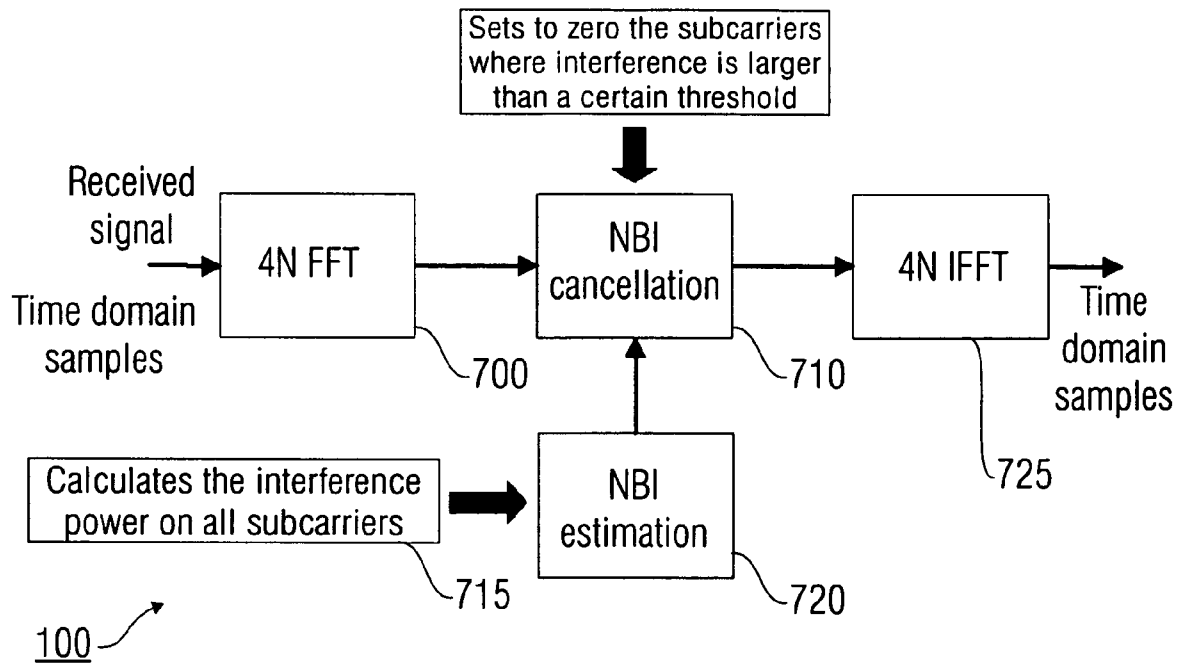 Sets to zero the subcarriers
where interference is larger
than a certain threshold
Received
signal
Time domain
samples
4N FFT
700
NBI
cancellation
710
4N IFFT
725
Time
domain
samples
Calculates the interference
power on all subcarriers
715
NBI
estimation
720
100